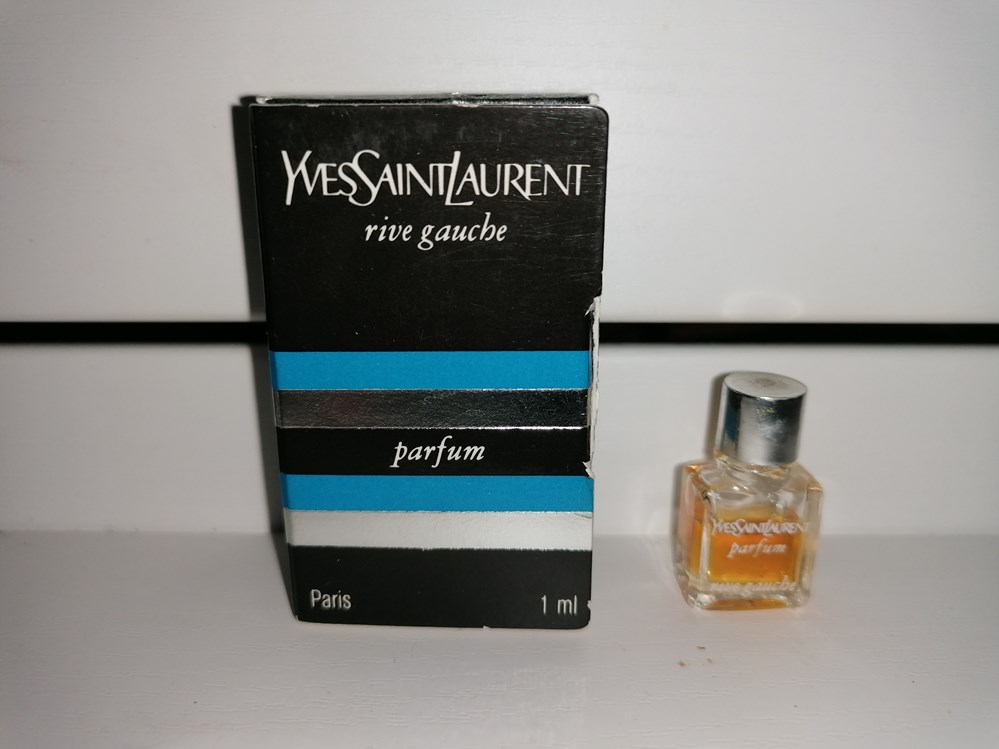 YVESSAINTLAURENT
rive gauche
parfum
Paris
1 ml
YVESSAINTLAURENT
parfum
rive gauche